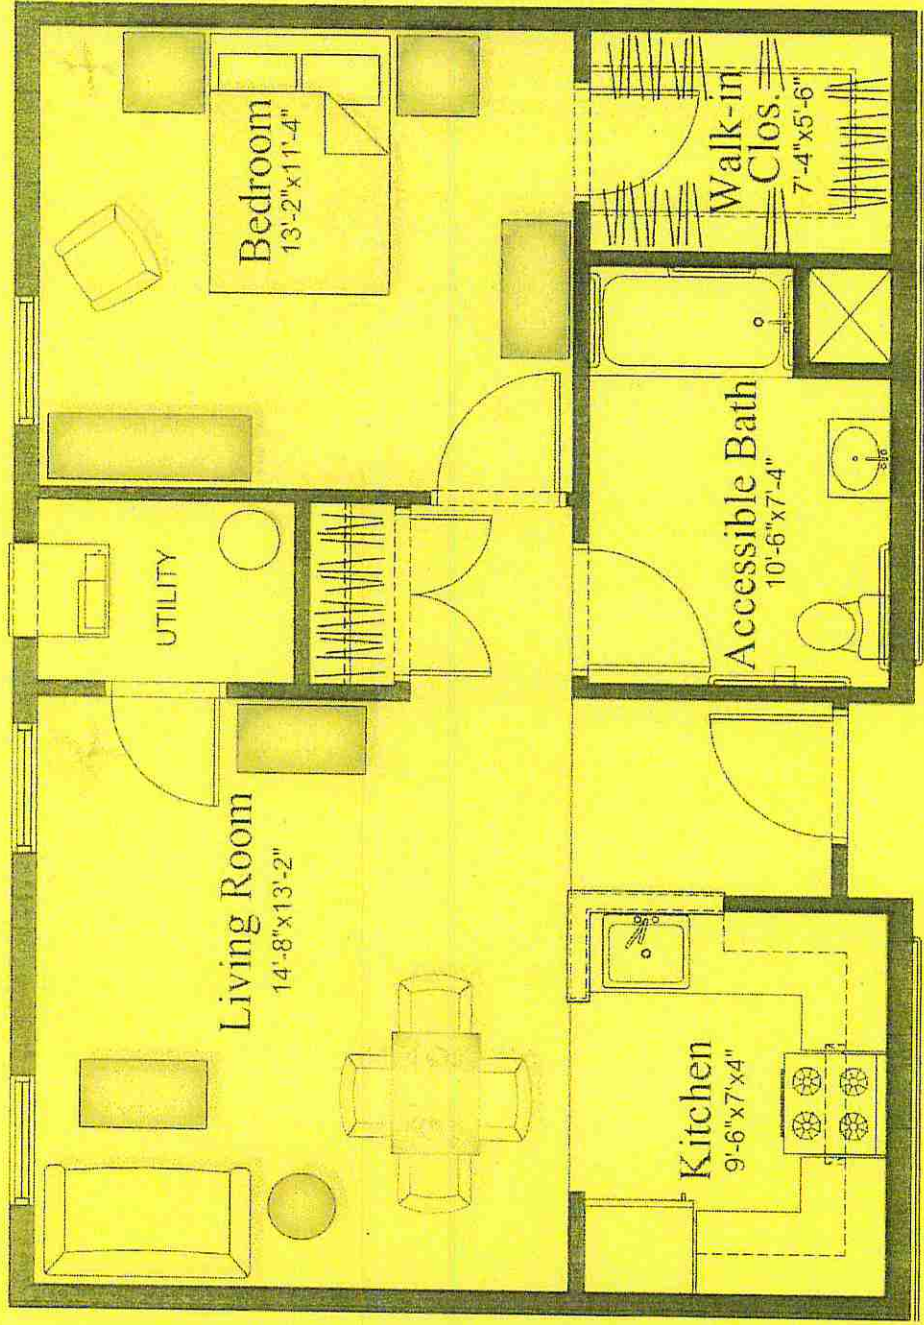 UTILITY
Living Room
14'-8"x13'-2"
Bedroom
13'-2"x11'-4"
Kitchen
9'-6"x7'x4"
Accessible Bath
10'-6"x7'-4"
Walk-in
Clos.
7'-4"x5'-6"